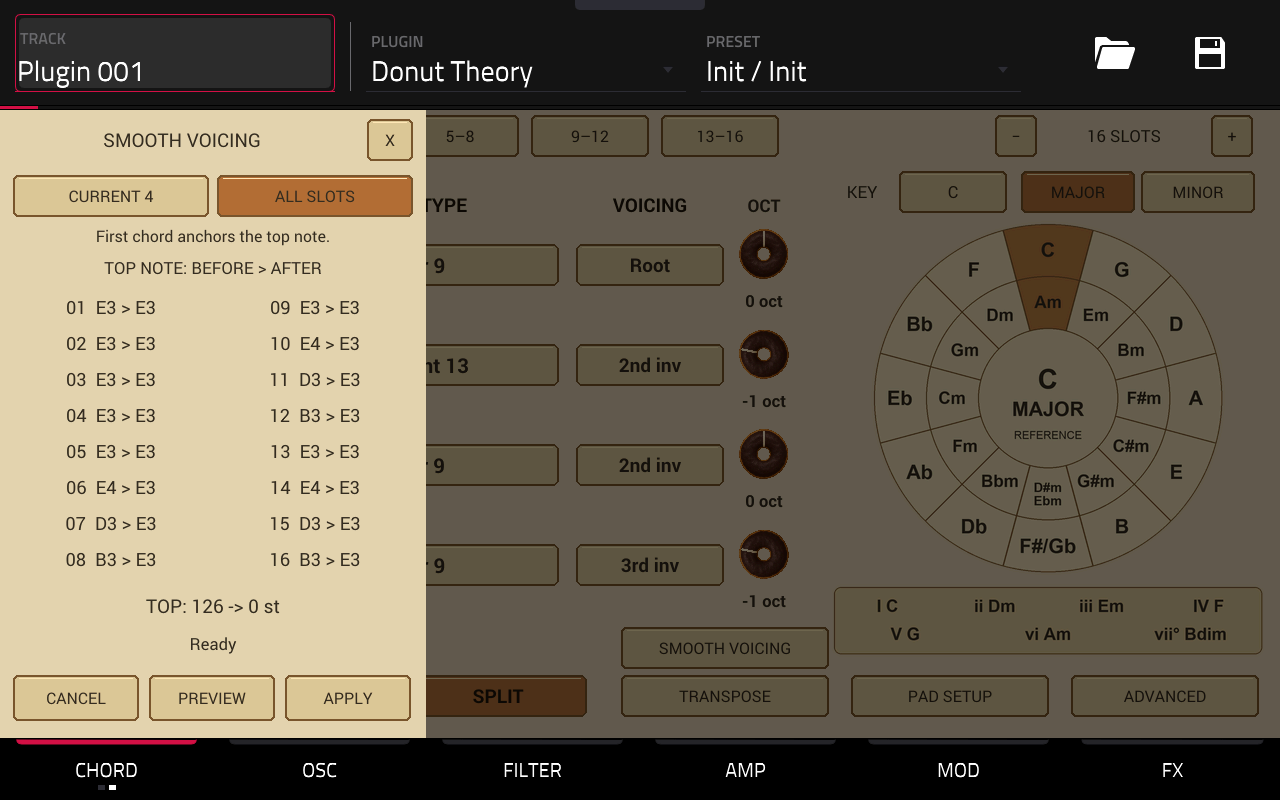 TRACK
Plugin 001
PLUGIN
Donut Theory
PRESET
Init / Init
SMOOTH VOICING
X
CURRENT 4
ALL SLOTS
First chord anchors the top note.
TOP NOTE: BEFORE > AFTER
01 E3 > E3
02 E3 > E3
03 E3 > E3
04 E3 > E3
05 E3 > E3
06 E4 > E3
07 D3 > E3
08 B3 > E3
09 E3 > E3
10 E4 > E3
11 D3 > E3
12 B3 > E3
13 E3 > E3
14 E4 > E3
15 D3 > E3
16 B3 > E3
TOP: 126 -> 0 st
Ready
CANCEL
PREVIEW
APPLY
5–8
9–12
13–16
−
16 SLOTS
+
TYPE
VOICING
OCT
9
Root
0 oct
13
2nd inv
-1 oct
9
2nd inv
0 oct
9
3rd inv
-1 oct
SMOOTH VOICING
SPLIT
TRANSPOSE
PAD SETUP
ADVANCED
KEY
C
MAJOR
MINOR
C
G
D
A
E
B
F#/Gb
Db
Ab
Eb
Bb
F
Am
Em
Bm
F#m
C#m
G#m
D#m
Ebm
Bbm
Fm
Cm
Gm
Dm
C
MAJOR
REFERENCE
I C
ii Dm
iii Em
IV F
V G
vi Am
vii° Bdim
CHORD
OSC
FILTER
AMP
MOD
FX